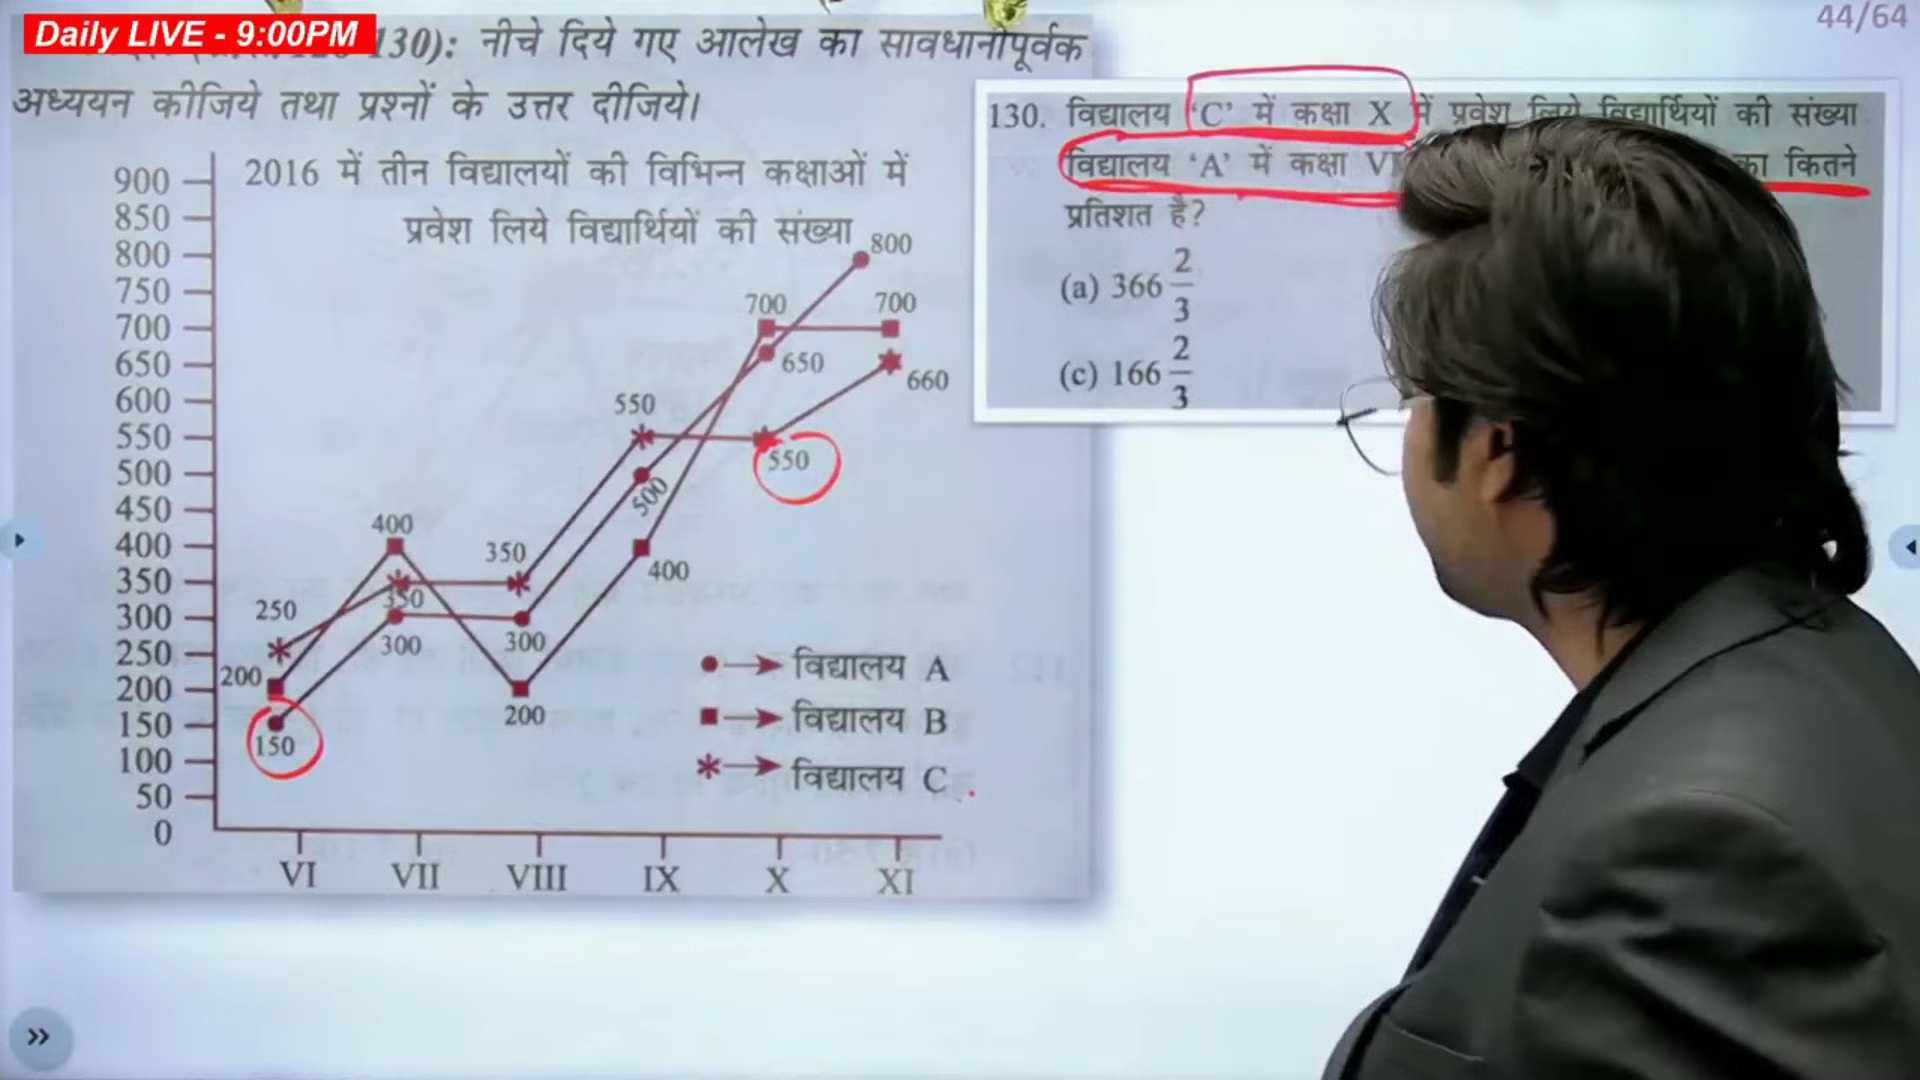 Daily LIVE - 9:00PM
130): नीचे दिये गए आलेख का सावधानीपूर्वक
अध्ययन कीजिये तथा प्रश्नों के उत्तर दीजिये।
2016 में तीन विद्यालयों की विभिन्न कक्षाओं में
प्रवेश लिये विद्यार्थियों की संख्या
900
850
800
750
700
650
600
550
500
450
400
350
300
250
200
150
100
50
0
800
700 700
650
660
550
550
500
400
400
350
350
300
300
250
200
200
150
विद्यालय A
विद्यालय B
विद्यालय C
VI VII VIII IX X XI
44/64
130. विद्यालय 'C' में कक्षा X में प्रवेश लिये विद्यार्थियों की संख्या
विद्यालय 'A' में कक्षा का कितने
प्रतिशत है?
(a) 366 2/3
(c) 166 2/3